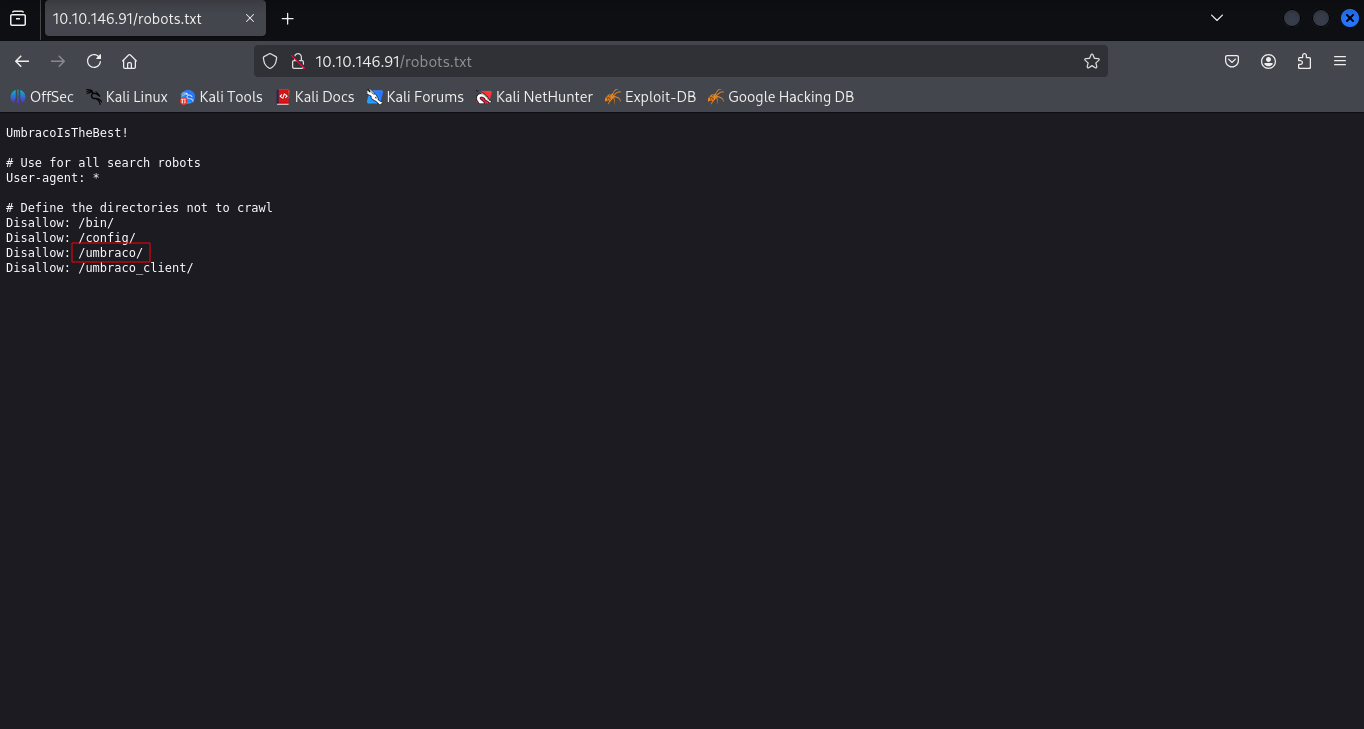 10.10.146.91/robots.txt
10.10.146.91/robots.txt
OffSec Kali Linux Kali Tools Kali Docs Kali Forums Kali NetHunter Exploit-DB Google Hacking DB
UmbracoIsTheBest!
# Use for all search robots
User-agent: *
# Define the directories not to crawl
Disallow: /bin/
Disallow: /config/
Disallow: /umbraco/
Disallow: /umbraco_client/